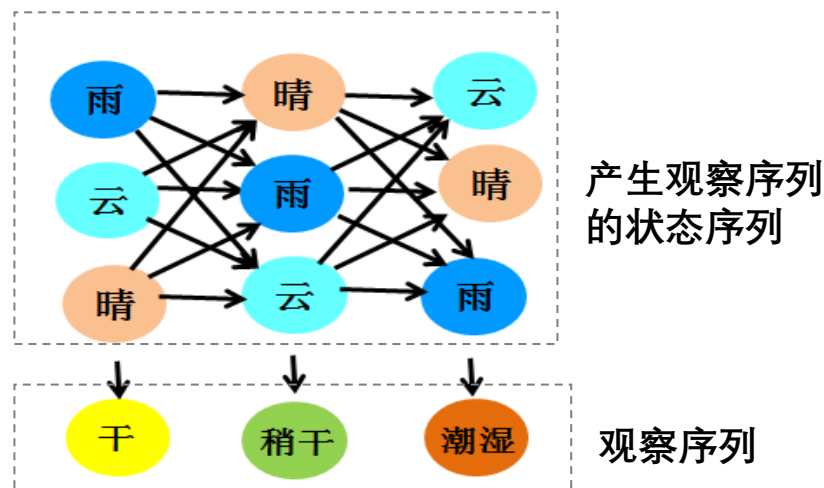 雨 晴 云
云 雨 晴
晴 云 雨
产生观察序列
的状态序列
干 稍干 潮湿
观察序列